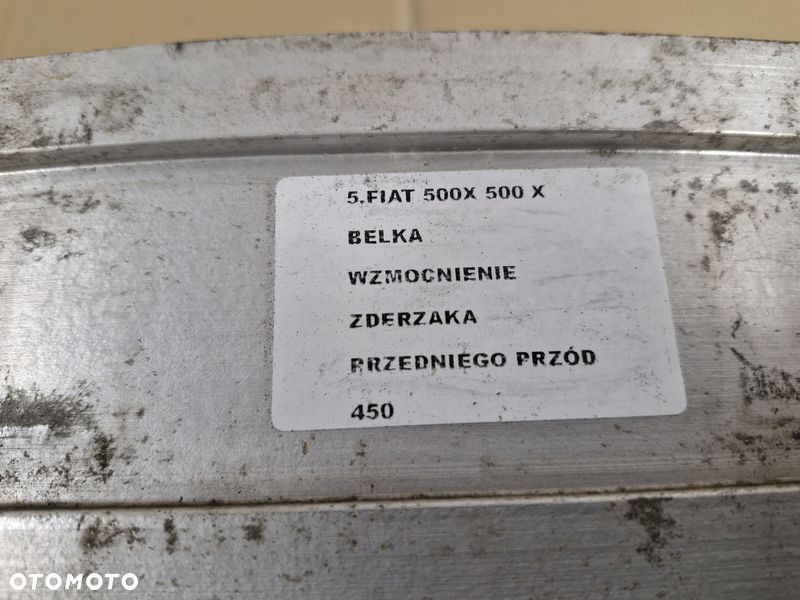 5.FIAT 500X 500 X
BELKA
WZMOCNIENIE
ZDERZAKA
PRZEDNIEGO PRZÓD
450
OTOMOTO